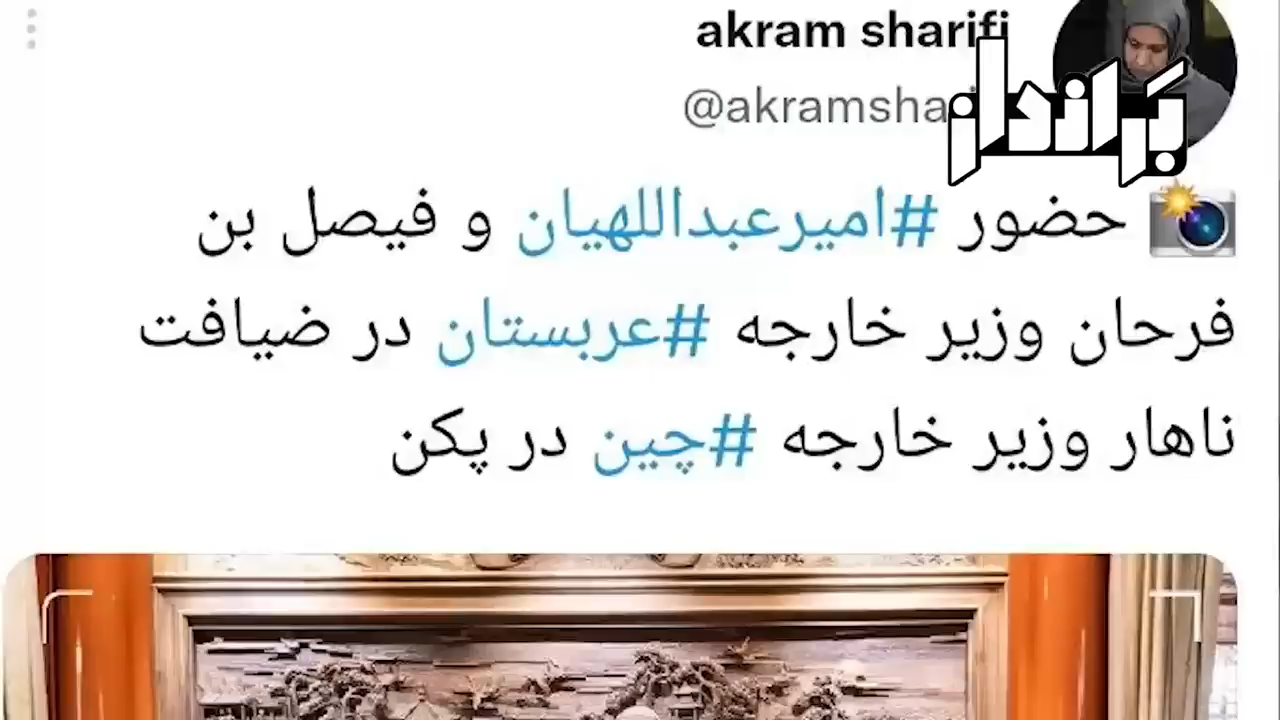 akram sharifi
@akramsha
برانداز
حضور #امیرعبداللهیان و فیصل بن
فرحان وزیر خارجه #عربستان در ضیافت
ناهار وزیر خارجه #چین در پکن